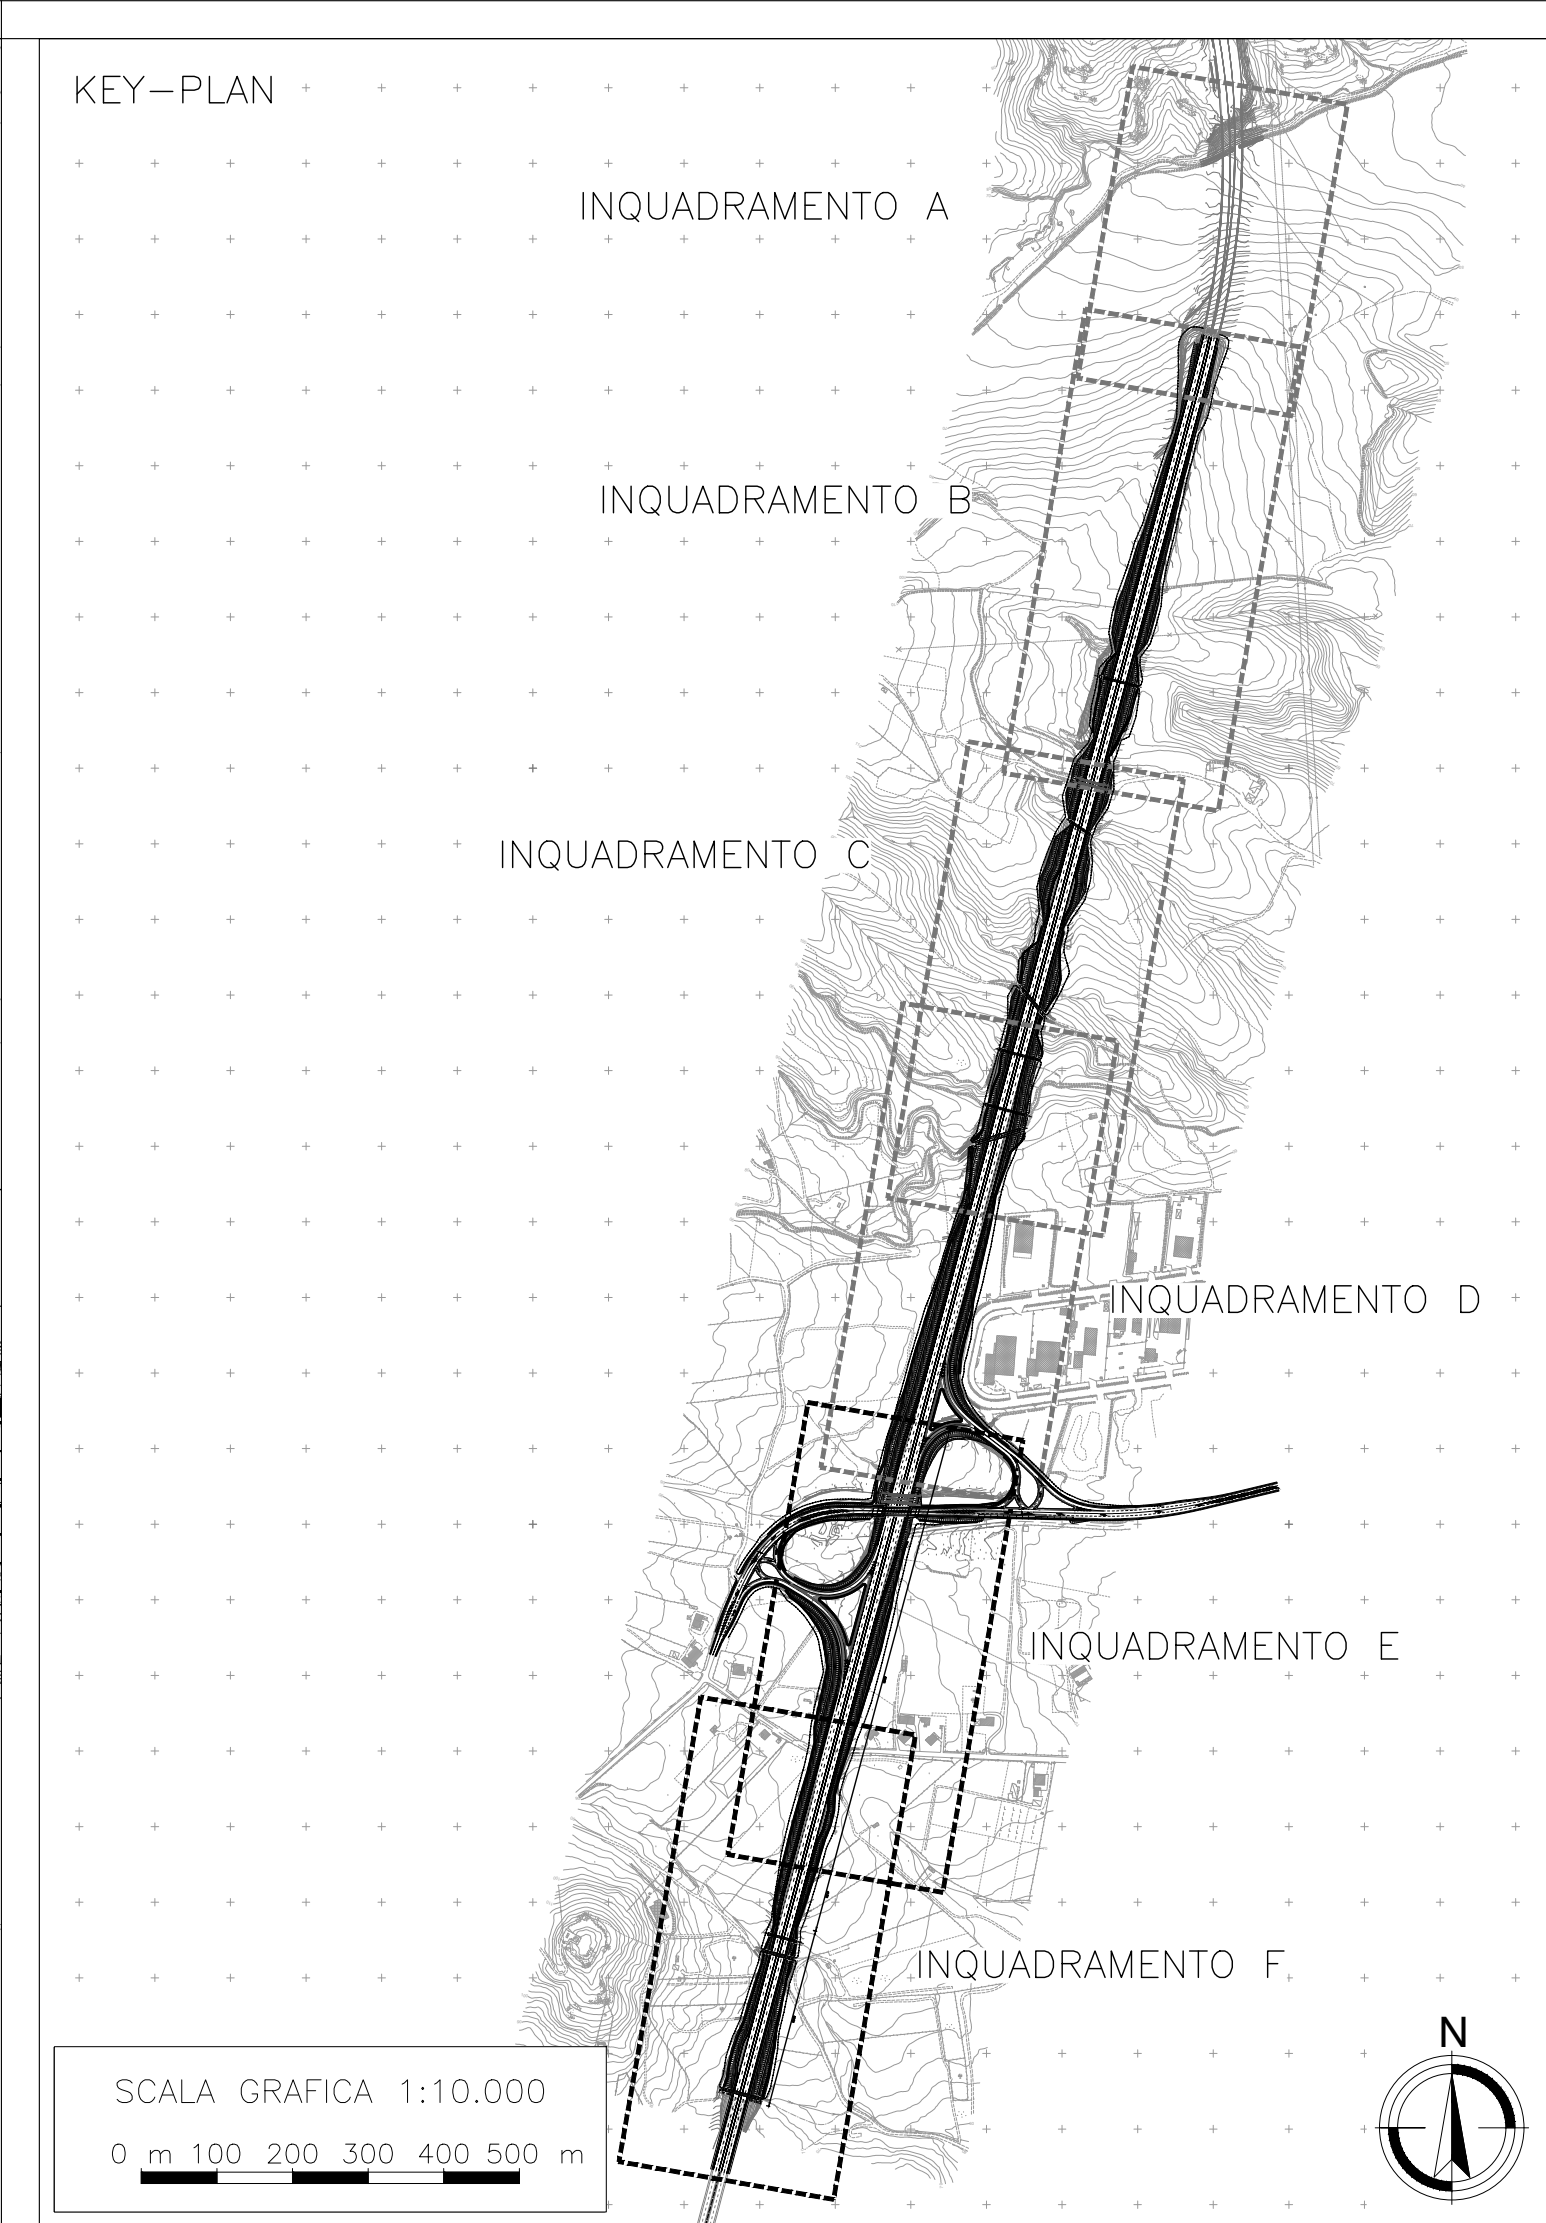 KEY-PLAN
INQUADRAMENTO A
INQUADRAMENTO B
INQUADRAMENTO C
INQUADRAMENTO D
INQUADRAMENTO E
INQUADRAMENTO F
N
SCALA GRAFICA 1:10.000
0 m 100 200 300 400 500 m